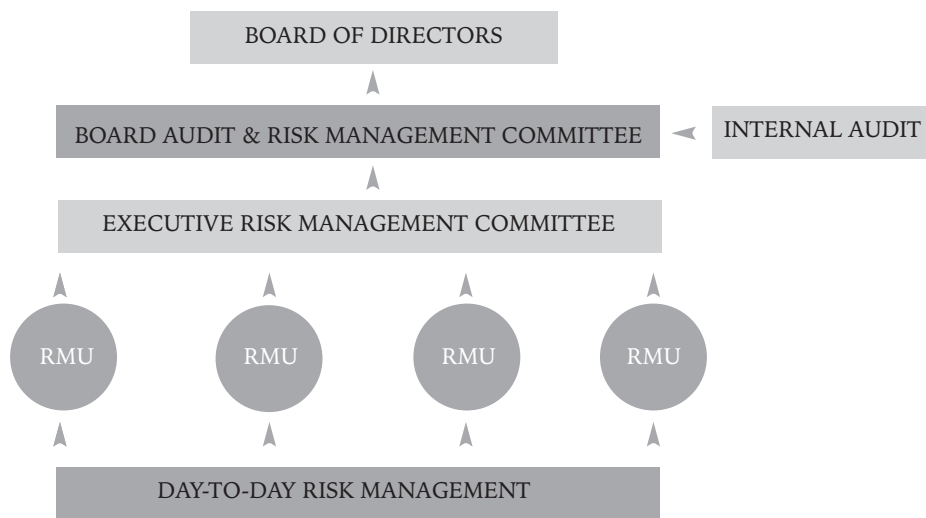 BOARD OF DIRECTORS
BOARD AUDIT & RISK MANAGEMENT COMMITTEE
INTERNAL AUDIT
EXECUTIVE RISK MANAGEMENT COMMITTEE
RMU
RMU
RMU
RMU
DAY-TO-DAY RISK MANAGEMENT